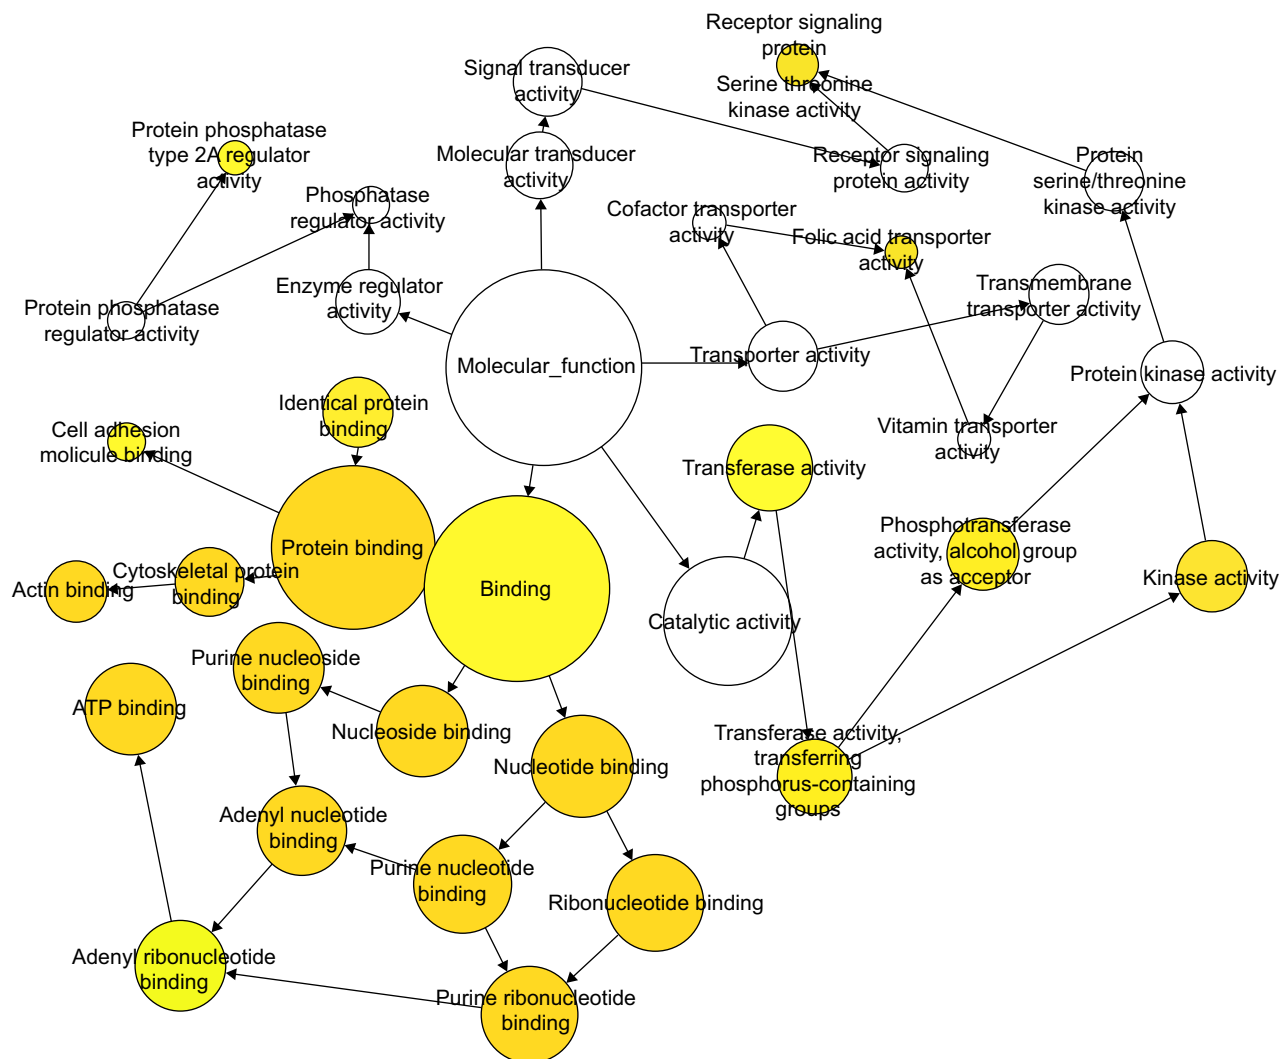 Receptor signaling
protein
Serine threonine
kinase activity
Signal transducer
activity
Protein phosphatase
type 2A regulator
activity
Molecular transducer
activity
Receptor signaling
protein activity
Protein
serine/threonine
kinase activity
Phosphatase
regulator activity
Cofactor transporter
activity
Folic acid transporter
activity
Enzyme regulator
activity
Transmembrane
transporter activity
Protein phosphatase
regulator activity
Molecular_function
Transporter activity
Protein kinase activity
Identical protein
binding
Cell adhesion
molicule binding
Vitamin transporter
activity
Transferase activity
Protein binding
Phosphotransferase
activity, alcohol group
as acceptor
Cytoskeletal protein
binding
Actin binding
Binding
Kinase activity
Catalytic activity
Purine nucleoside
binding
ATP binding
Nucleoside binding
Nucleotide binding
Transferase activity,
transferring
phosphorus-containing
groups
Adenyl nucleotide
binding
Purine nucleotide
binding
Ribonucleotide binding
Adenyl ribonucleotide
binding
Purine ribonucleotide
binding